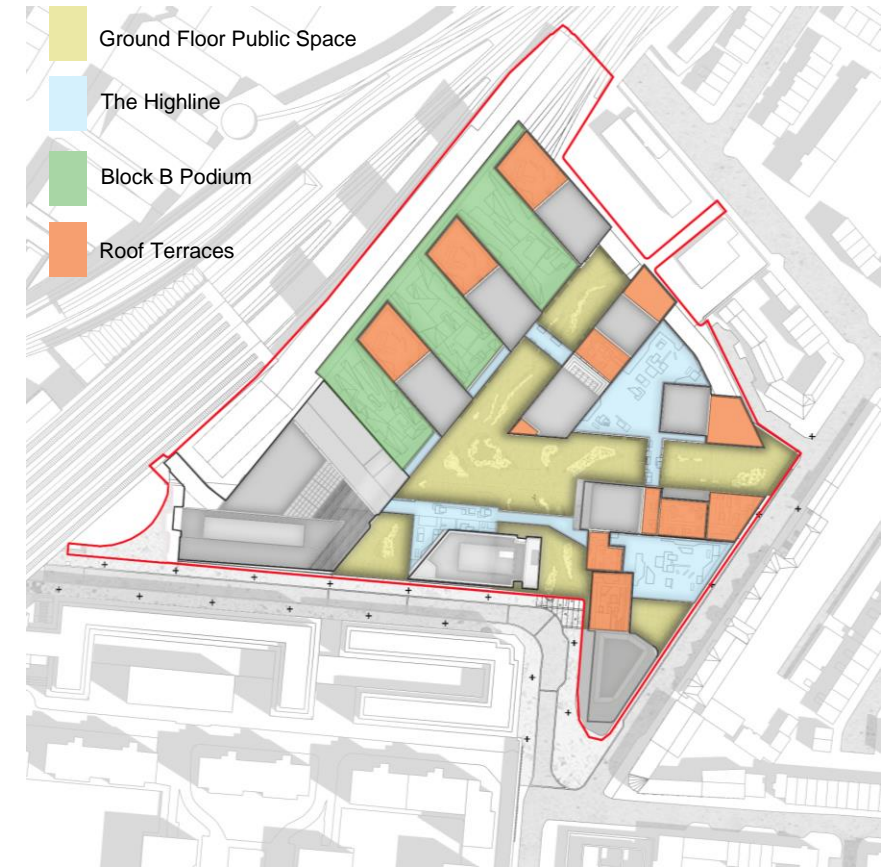 Ground Floor Public Space
The Highline
Block B Podium
Roof Terraces